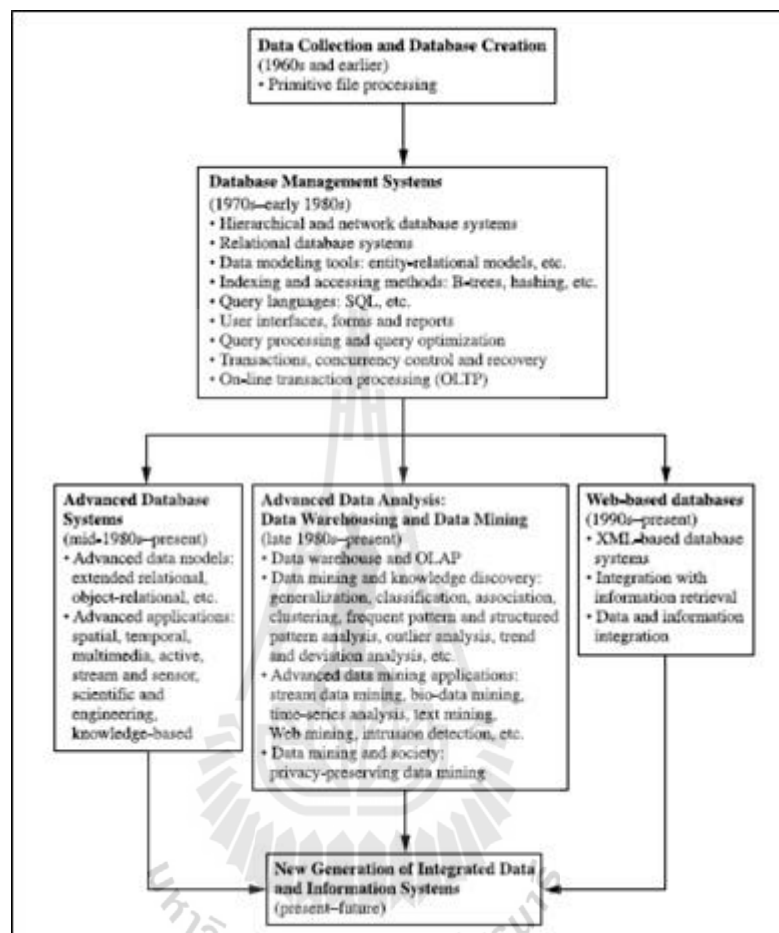 Data Collection and Database Creation
(1960s and earlier)
• Primitive file processing
Database Management Systems
(1970s–early 1980s)
• Hierarchical and network database systems
• Relational database systems
• Data modeling tools: entity-relational models, etc.
• Indexing and accessing methods: B-trees, hashing, etc.
• Query languages: SQL, etc.
• User interfaces, forms and reports
• Query processing and query optimization
• Transactions, concurrency control and recovery
• On-line transaction processing (OLTP)
Advanced Database
Systems
(mid-1980s–present)
• Advanced data models:
extended relational,
object-relational, etc.
• Advanced applications:
spatial, temporal,
multimedia, active,
stream and sensor,
scientific and
engineering,
knowledge-based
Advanced Data Analysis:
Data Warehousing and Data Mining
(late 1980s–present)
• Data warehouse and OLAP
• Data mining and knowledge discovery:
generalization, classification, association,
clustering, frequent pattern and structured
pattern analysis, outlier analysis, trend
and deviation analysis, etc.
• Advanced data mining applications:
stream data mining, bio-data mining,
time-series analysis, text mining,
Web mining, intrusion detection, etc.
• Data mining and society:
privacy-preserving data mining
Web-based databases
(1990s–present)
• XML-based database
systems
• Integration with
information retrieval
• Data and information
integration
New Generation of Integrated Data
and Information Systems
(present–future)